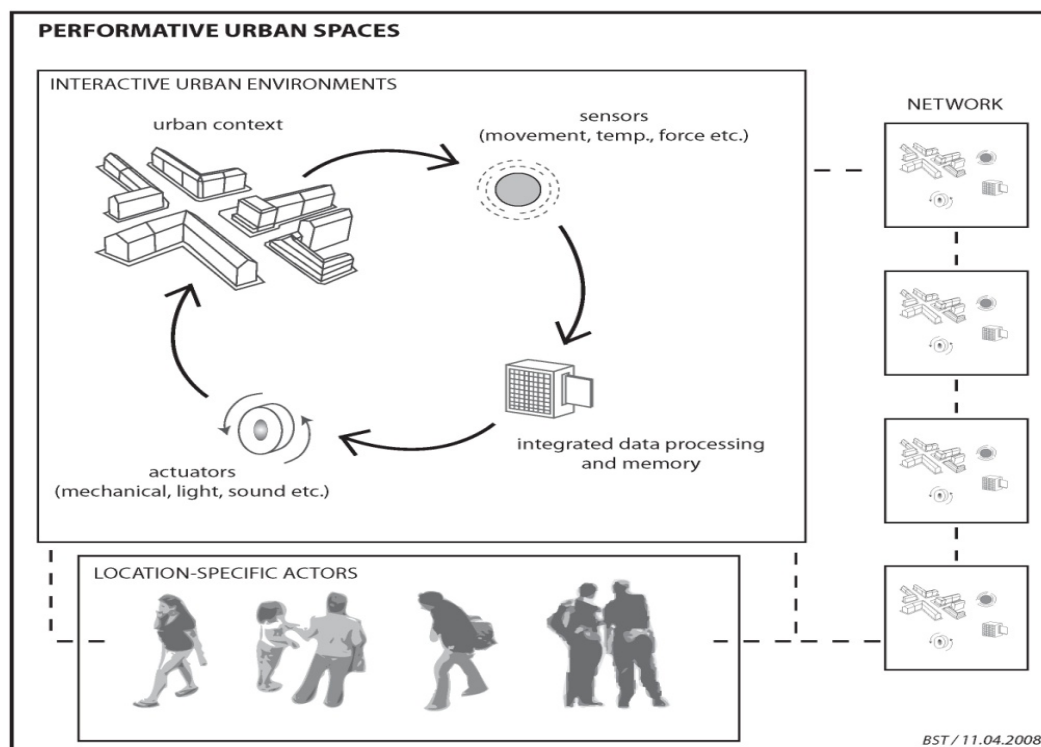 PERFORMATIVE URBAN SPACES
INTERACTIVE URBAN ENVIRONMENTS
urban context
sensors
(movement, temp., force etc.)
integrated data processing
and memory
actuators
(mechanical, light, sound etc.)
NETWORK
LOCATION-SPECIFIC ACTORS
BST / 11.04.2008